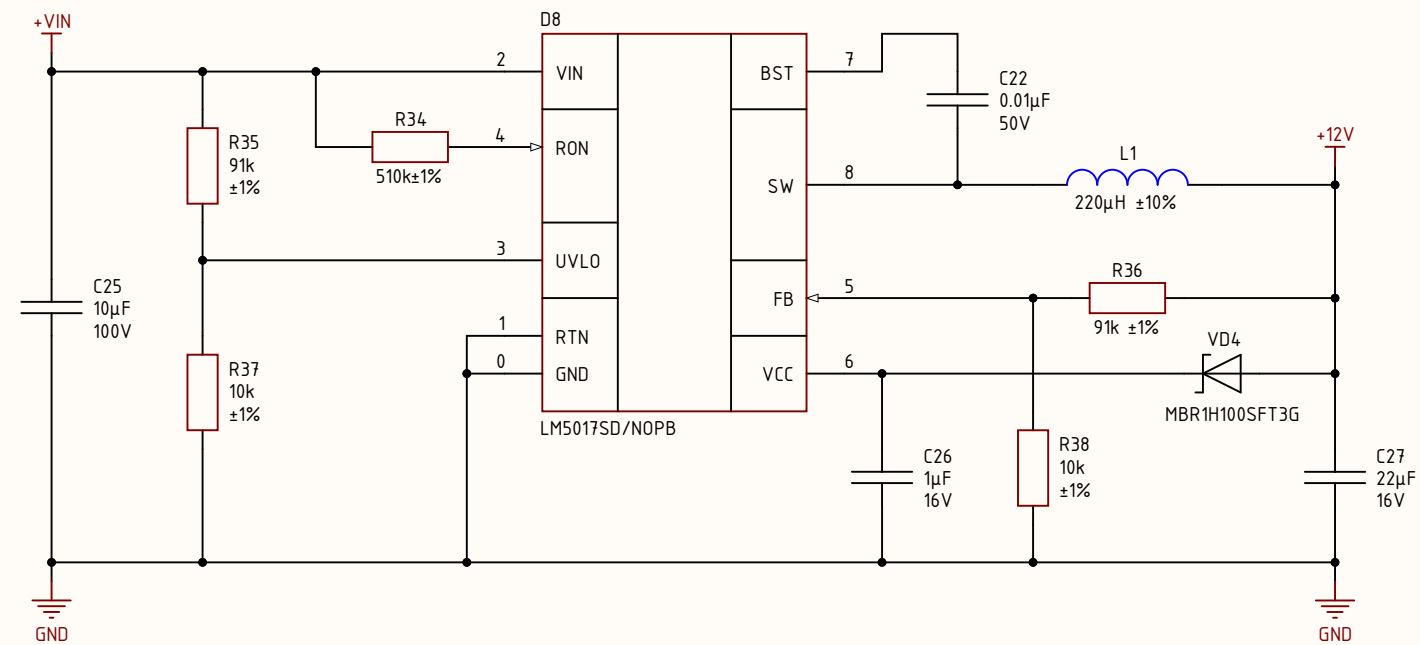 +VIN
D8
2
VIN
BST
7
C22
0.01µF
50V
R34
4
RON
510k±1%
R35
91k
±1%
+12V
L1
8
SW
220µH ±10%
3
UVLO
R36
5
FB
91k ±1%
C25
10µF
100V
1
RTN
0
GND
6
VCC
VD4
MBR1H100SFT3G
R37
10k
±1%
LM5017SD/NOPB
C26
1µF
16V
R38
10k
±1%
C27
22µF
16V
GND
GND